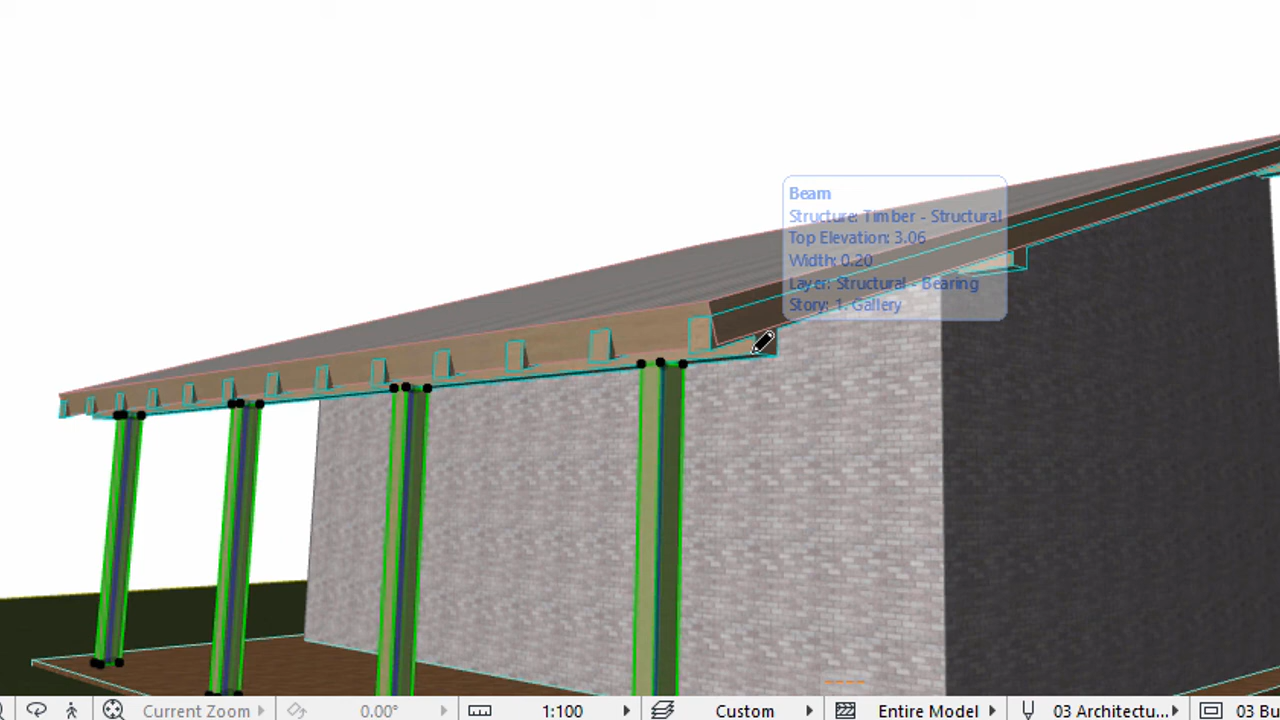 Beam
Structure: Timber - Structural
Top Elevation: 3.06
Width: 0.20
Layer: Structural - Bearing
Story: 1. Gallery
Current Zoom 0.00° 1:100 Custom Entire Model 03 Architectu... 03 Bu